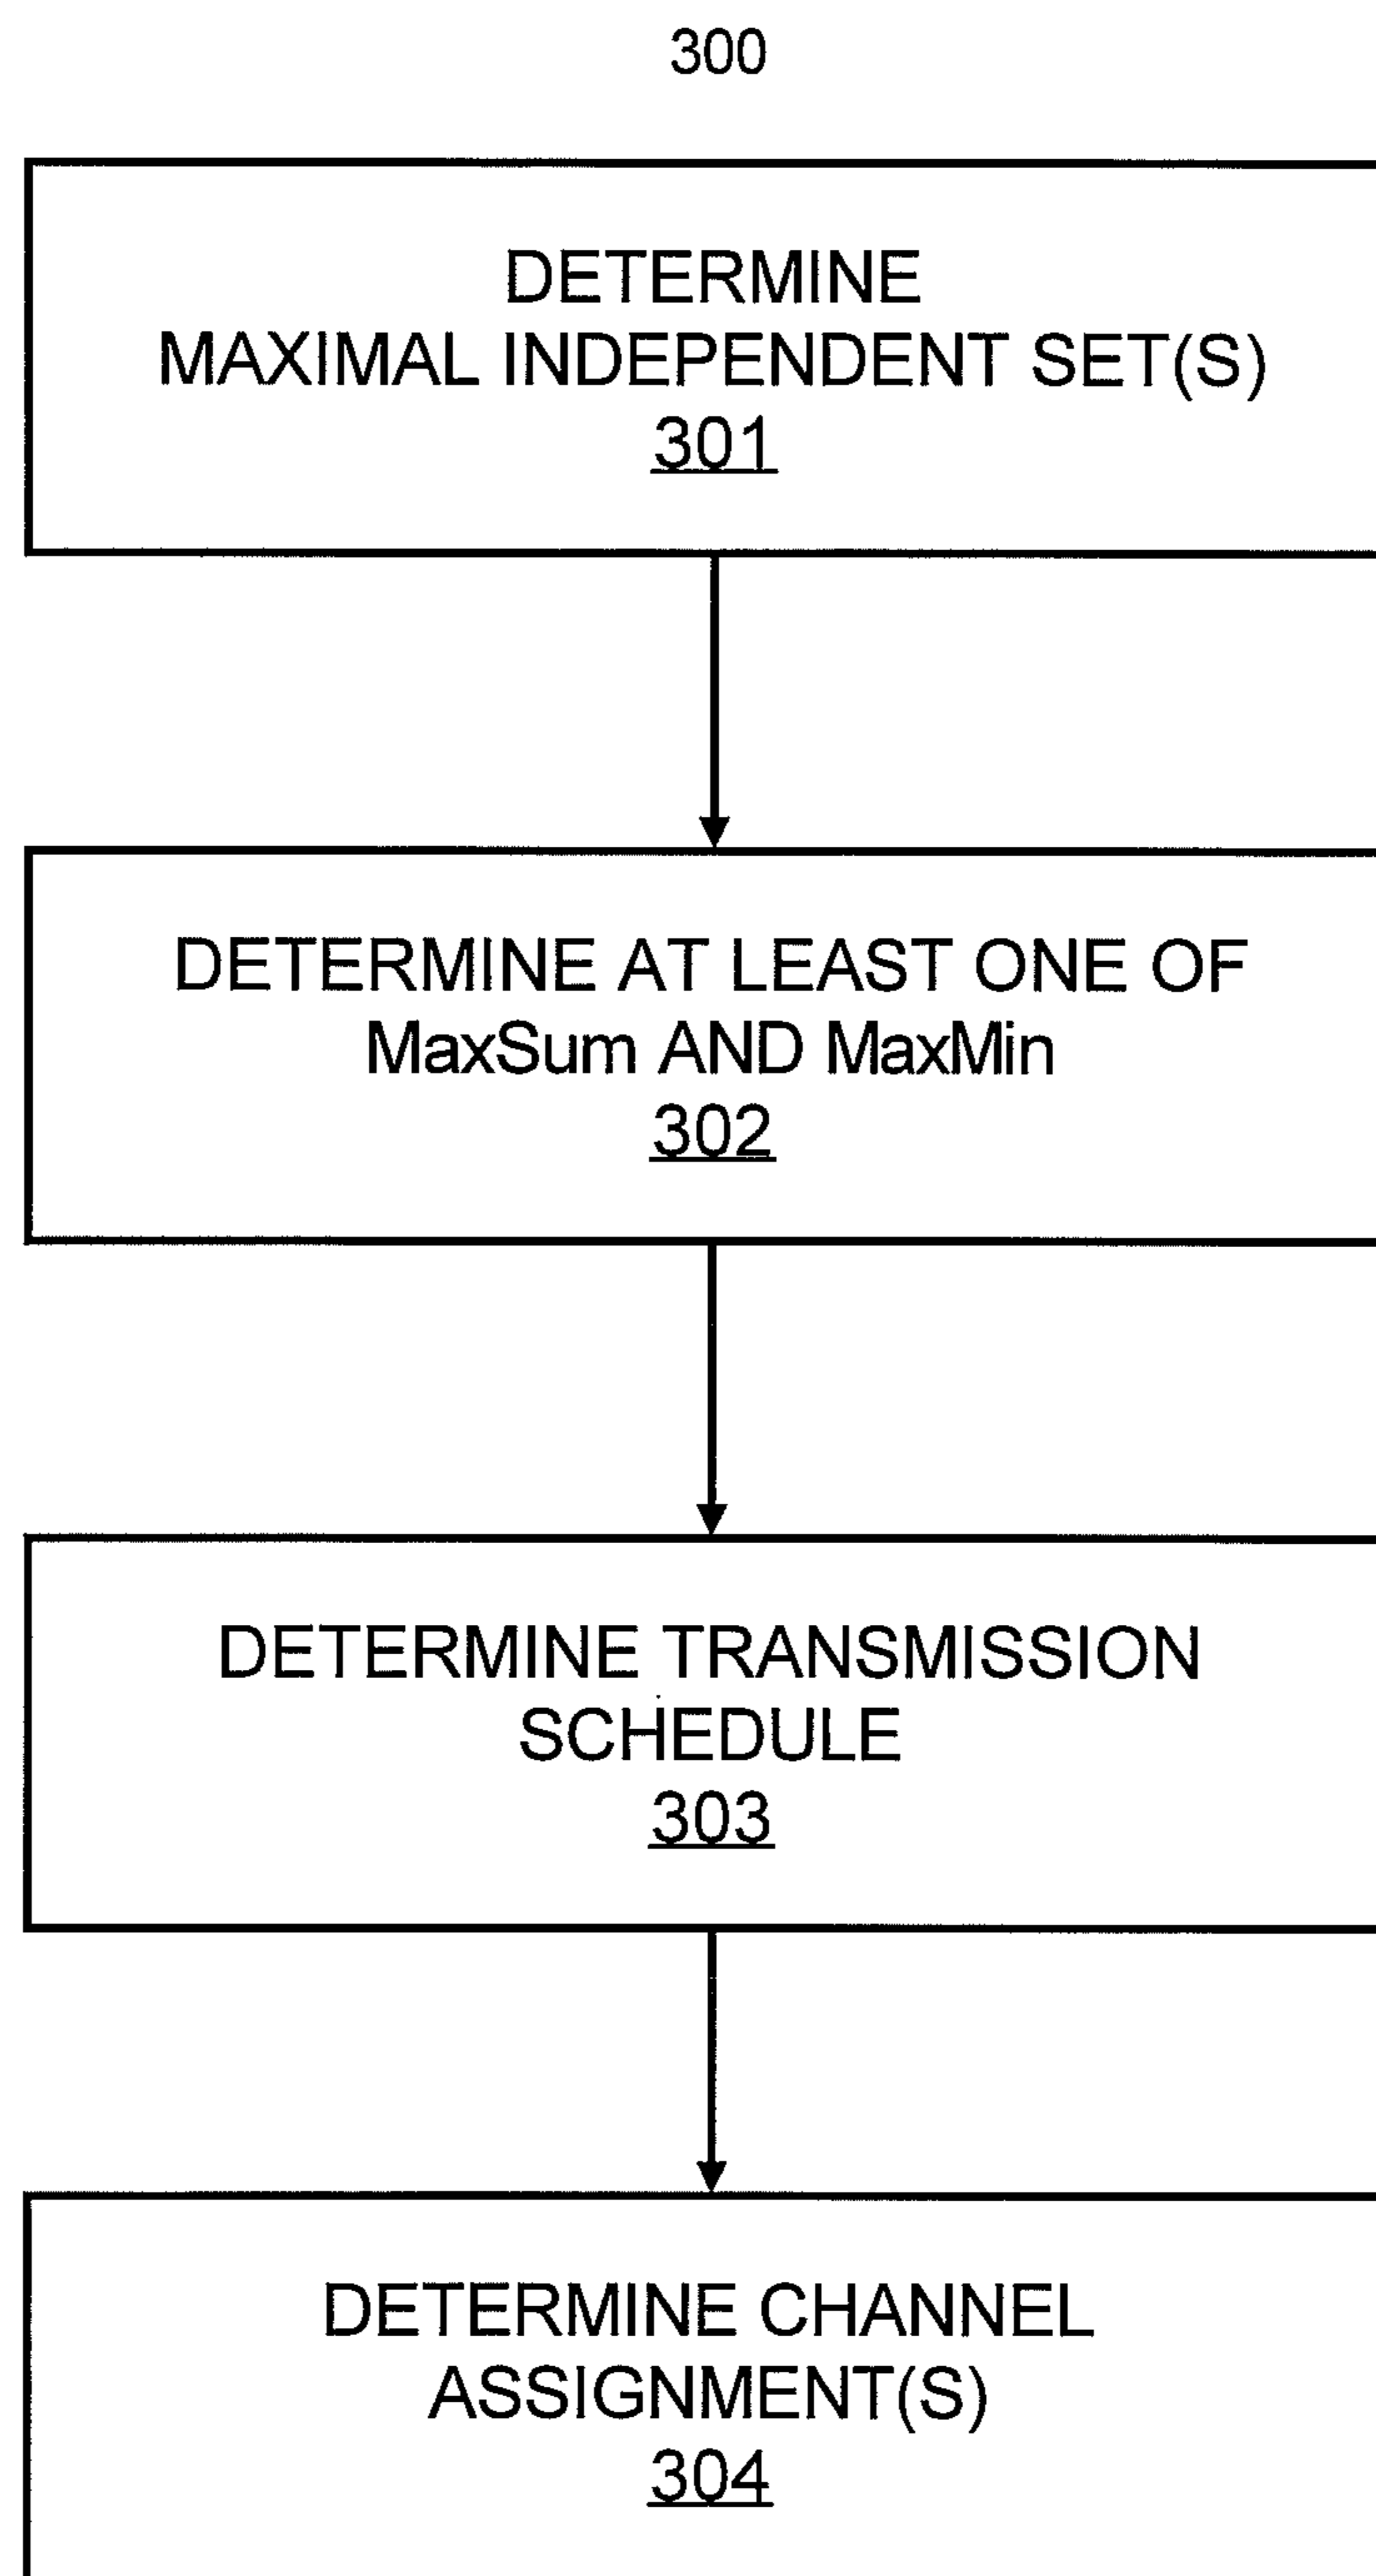 300
DETERMINE
MAXIMAL INDEPENDENT SET(S)
301
DETERMINE AT LEAST ONE OF
MaxSum AND MaxMin
302
DETERMINE TRANSMISSION
SCHEDULE
303
DETERMINE CHANNEL
ASSIGNMENT(S)
304